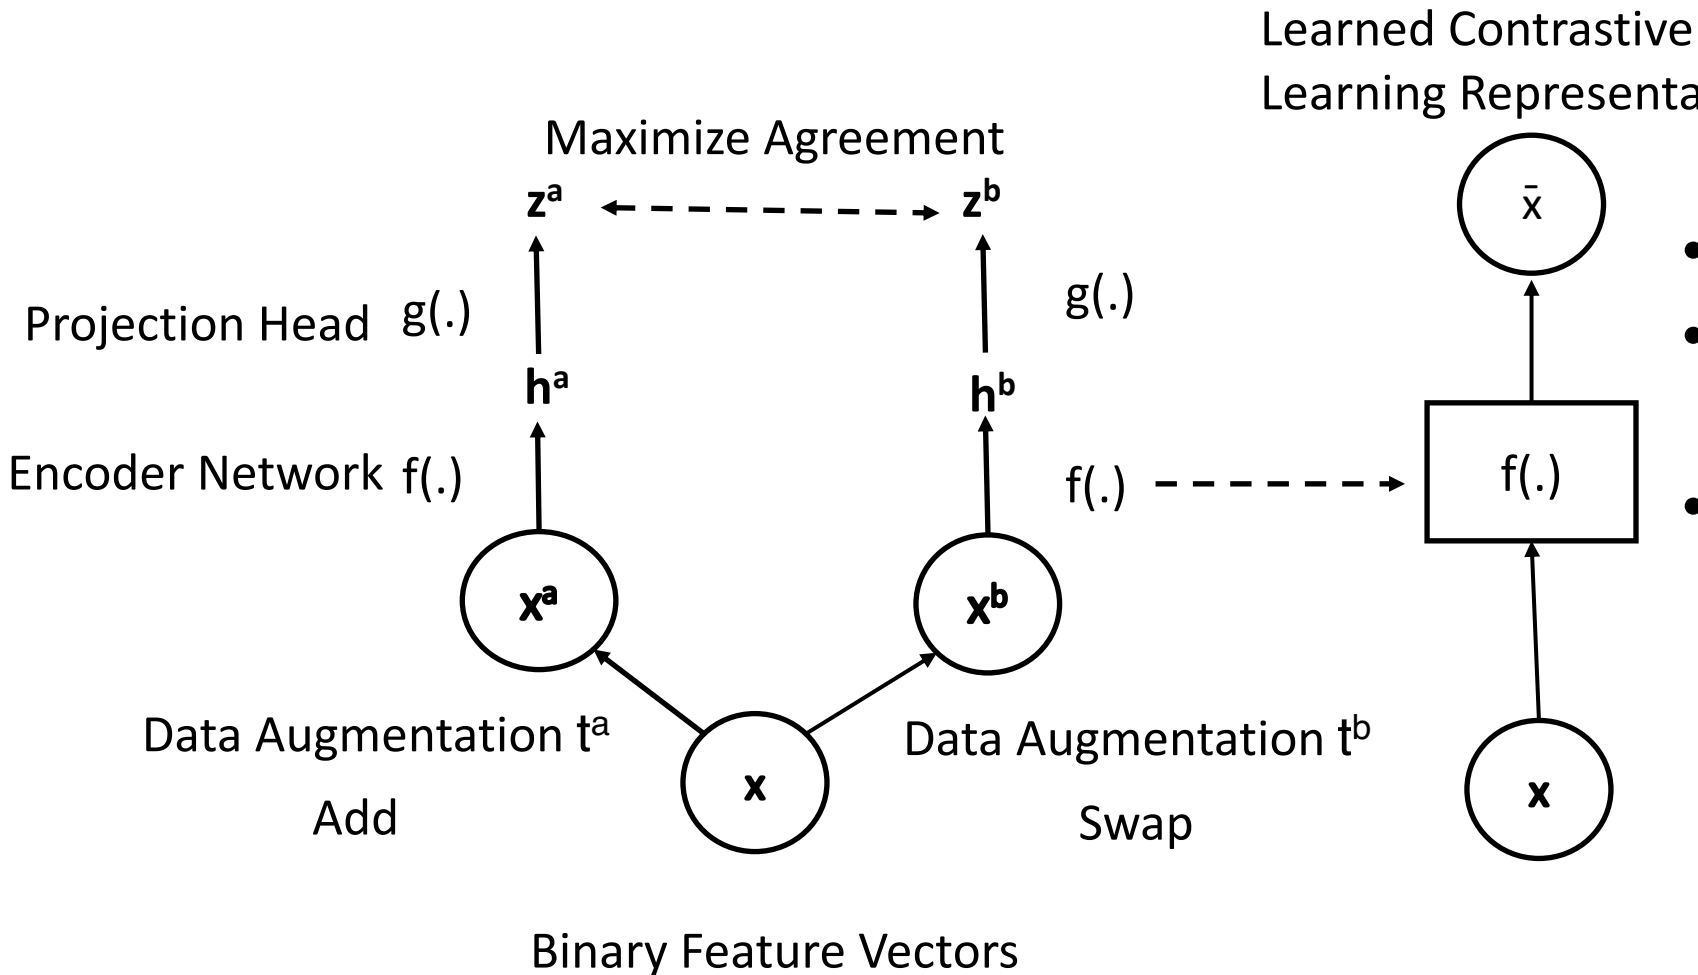 Learned Contrastive
Learning Representa
Maximize Agreement
zᵃ
zᵇ
x̄
Projection Head g(.)
g(.)
hᵃ
hᵇ
Encoder Network f(.)
f(.)
f(.)
xᵃ
xᵇ
Data Augmentation tᵃ
Add
x
Data Augmentation tᵇ
Swap
x
Binary Feature Vectors